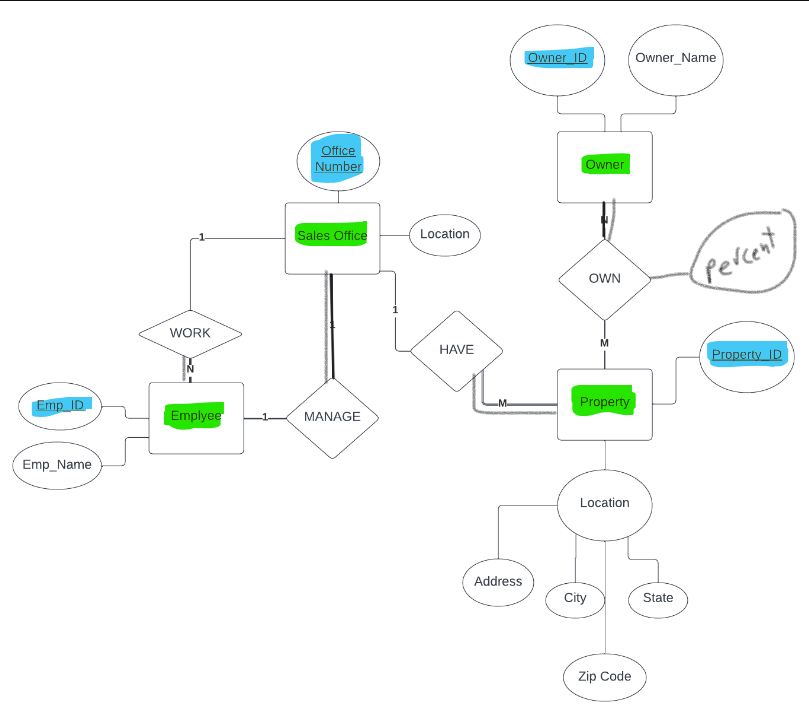 Owner_ID
Owner_Name
Owner
Office
Number
Sales Office
Location
1
N
OWN
percent
WORK
N
1
1
HAVE
M
Property_ID
Emp_ID
Emplyee
1
MANAGE
M
Property
Emp_Name
Location
Address
City
State
Zip Code